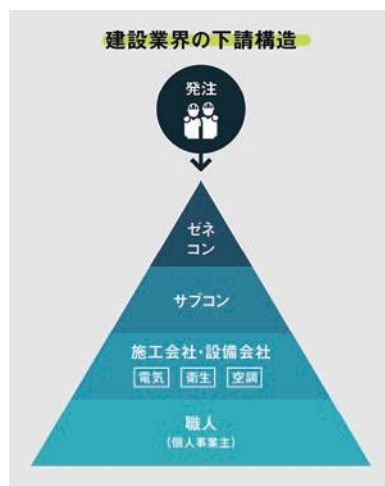 建設業界の下請構造
発注
ゼネ
コン
サブコン
施工会社・設備会社
電気 衛生 空調
職人
(個人事業主)